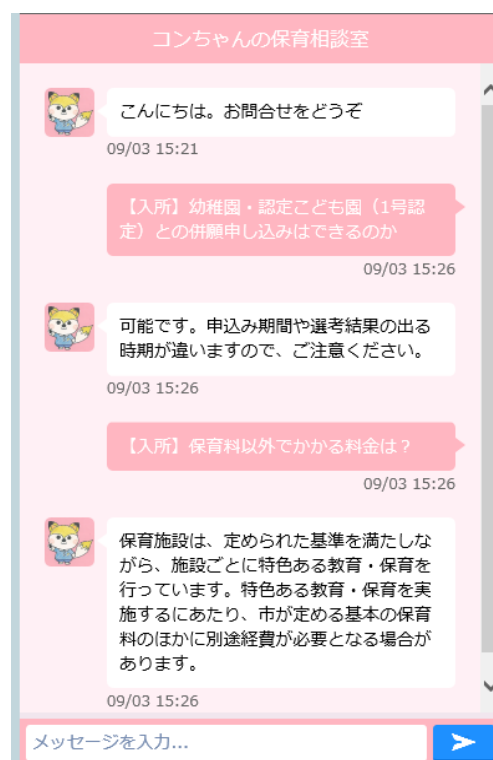 コンちゃんの保育相談室
こんにちは。お問合せをどうぞ
09/03 15:21
【入所】幼稚園・認定こども園（1号認
定）との併願申し込みはできるのか
09/03 15:26
可能です。申込み期間や選考結果の出る
時期が違いますので、ご注意ください。
09/03 15:26
【入所】保育料以外でかかる料金は？
09/03 15:26
保育施設は、定められた基準を満たしな
がら、施設ごとに特色ある教育・保育を
行っています。特色ある教育・保育を実
施するにあたり、市が定める基本の保育
料のほかに別途経費が必要となる場合が
あります。
09/03 15:26
メッセージを入力...